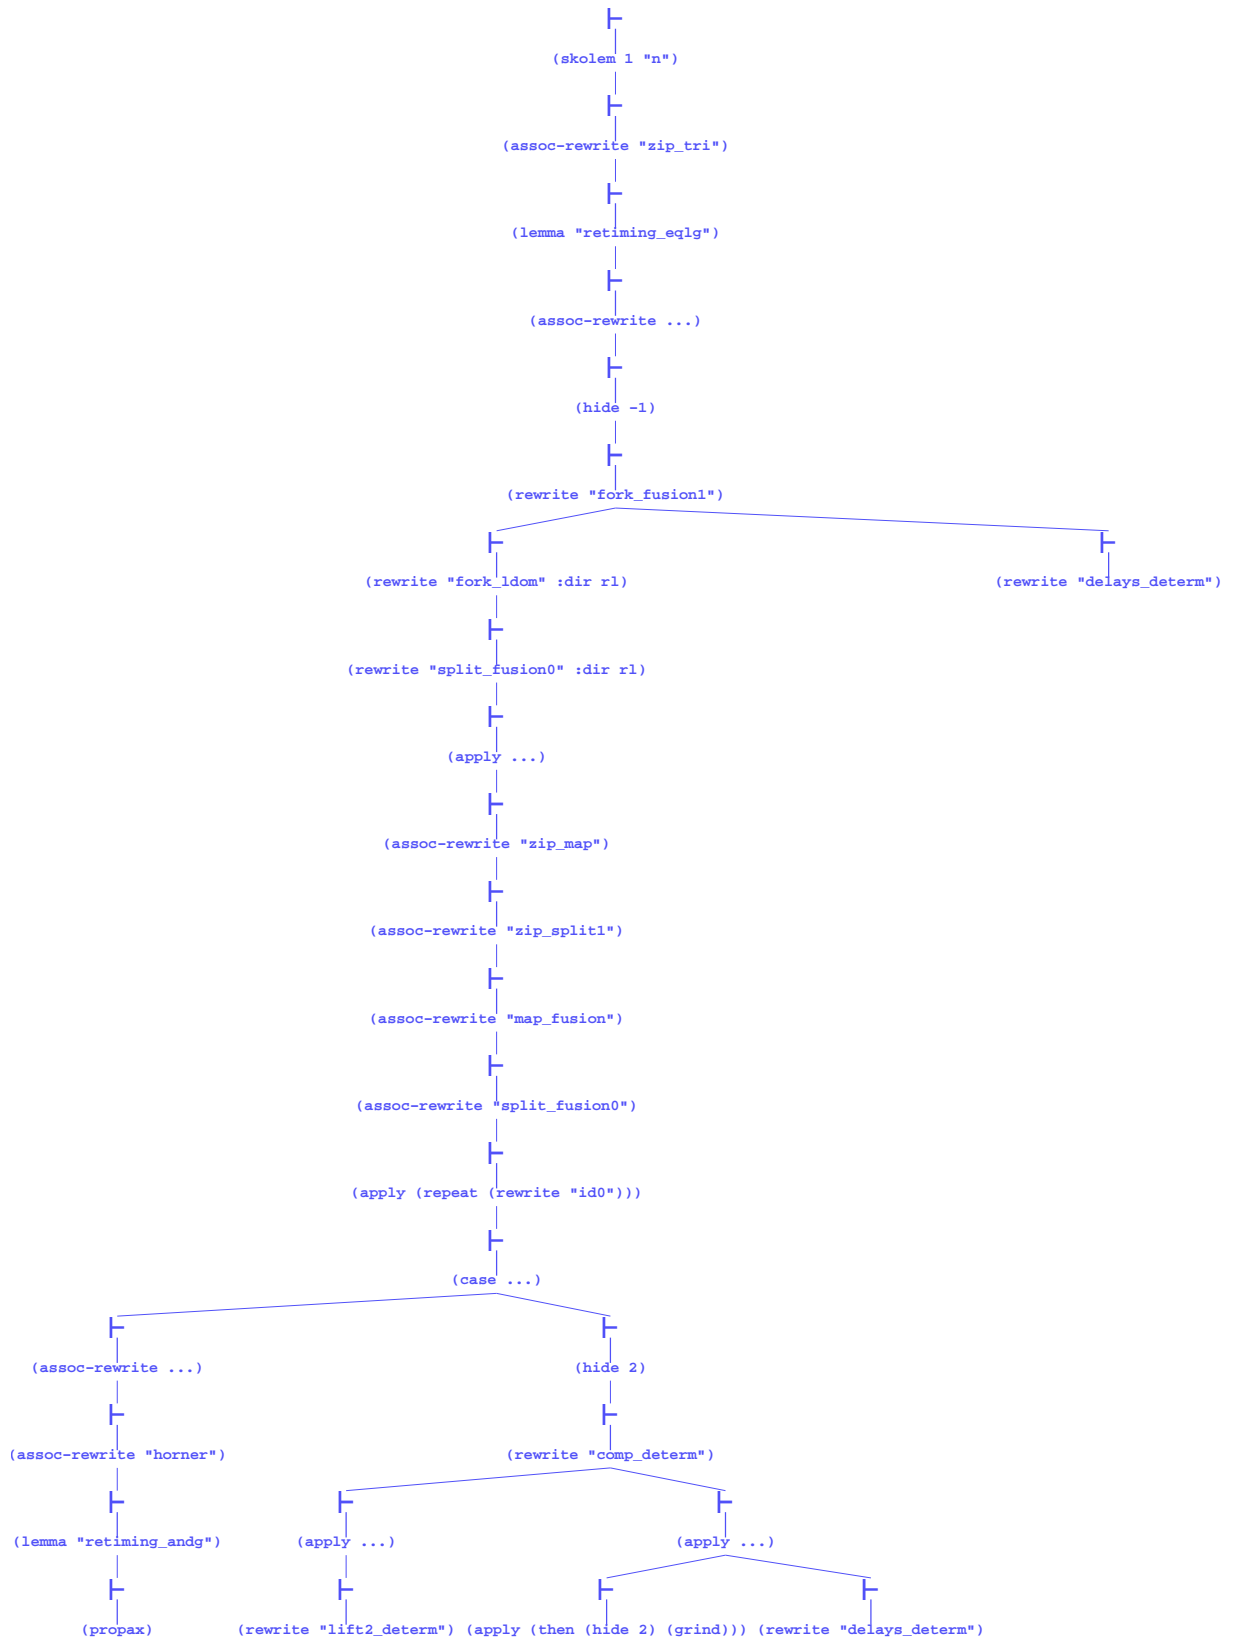 (skolem 1 "n")
(assoc-rewrite "zip_tri")
(lemma "retiming_eqlg")
(assoc-rewrite ...)
(hide -1)
(rewrite "fork_fusion1")
(rewrite "fork_ldom" :dir rl) (rewrite "delays_determ")
(rewrite "split_fusion0" :dir rl)
(apply ...)
(assoc-rewrite "zip_map")
(assoc-rewrite "zip_split1")
(assoc-rewrite "map_fusion")
(assoc-rewrite "split_fusion0")
(apply (repeat (rewrite "id0")))
(case ...)
(assoc-rewrite ...) (hide 2)
(assoc-rewrite "horner") (rewrite "comp_determ")
(lemma "retiming_andg") (apply ...) (apply ...)
(propax) (rewrite "lift2_determ") (apply (then (hide 2) (grind))) (rewrite "delays_determ")